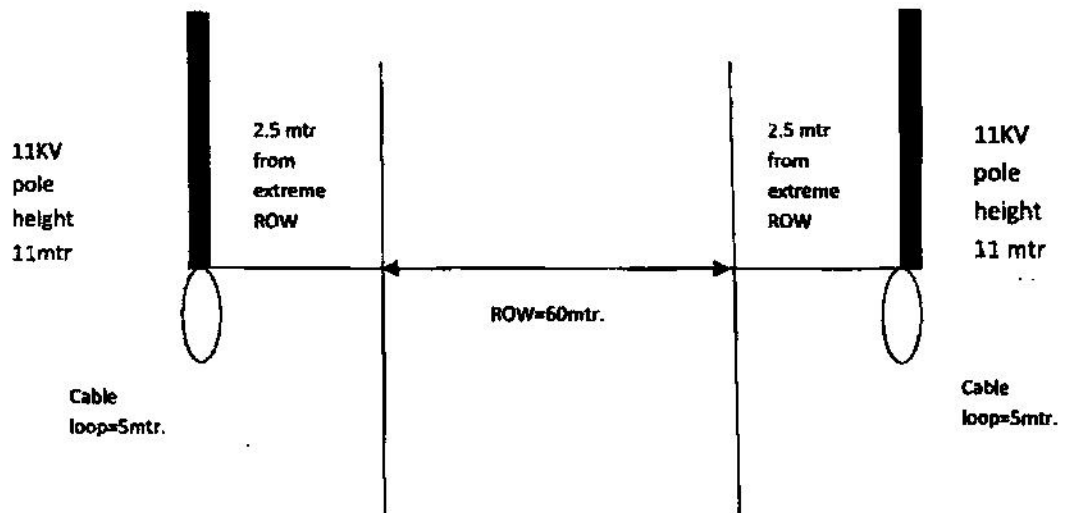 11KV
pole
height
11mtr
2.5 mtr
from
extreme
ROW
2.5 mtr
from
extreme
ROW
11KV
pole
height
11 mtr
ROW=60mtr.
Cable
loop=5mtr.
Cable
loop=5mtr.